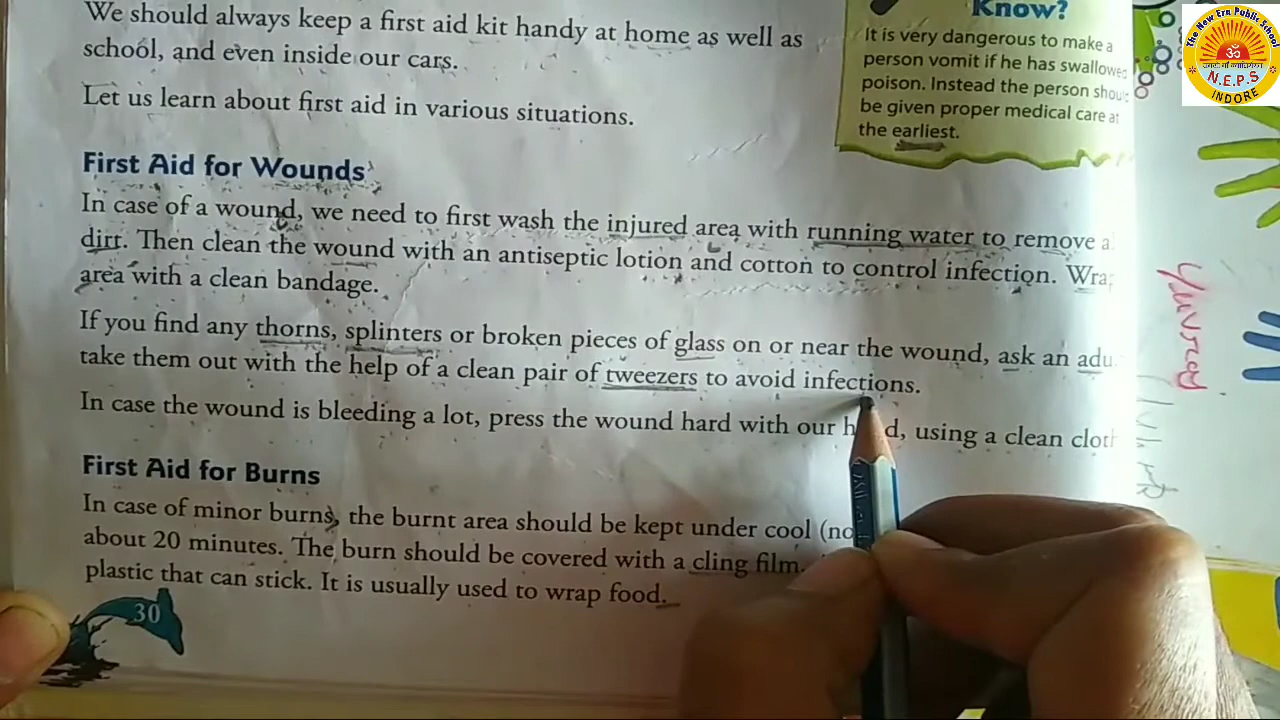 We should always keep a first aid kit handy at home as well as
school, and even inside our cars.
Let us learn about first aid in various situations.
Know?
It is very dangerous to make a
person vomit if he has swallowed
poison. Instead the person should
be given proper medical care at
the earliest.
The New Era Public School
N.E.P.S
INDORE
First Aid for Wounds
In case of a wound, we need to first wash the injured area with running water to remove a
dirt. Then clean the wound with an antiseptic lotion and cotton to control infection. Wrap
area with a clean bandage.
If you find any thorns, splinters or broken pieces of glass on or near the wound, ask an adu
take them out with the help of a clean pair of tweezers to avoid infections.
In case the wound is bleeding a lot, press the wound hard with our hand, using a clean cloth
First Aid for Burns
In case of minor burns, the burnt area should be kept under cool (no
about 20 minutes. The burn should be covered with a cling film.
plastic that can stick. It is usually used to wrap food.
30